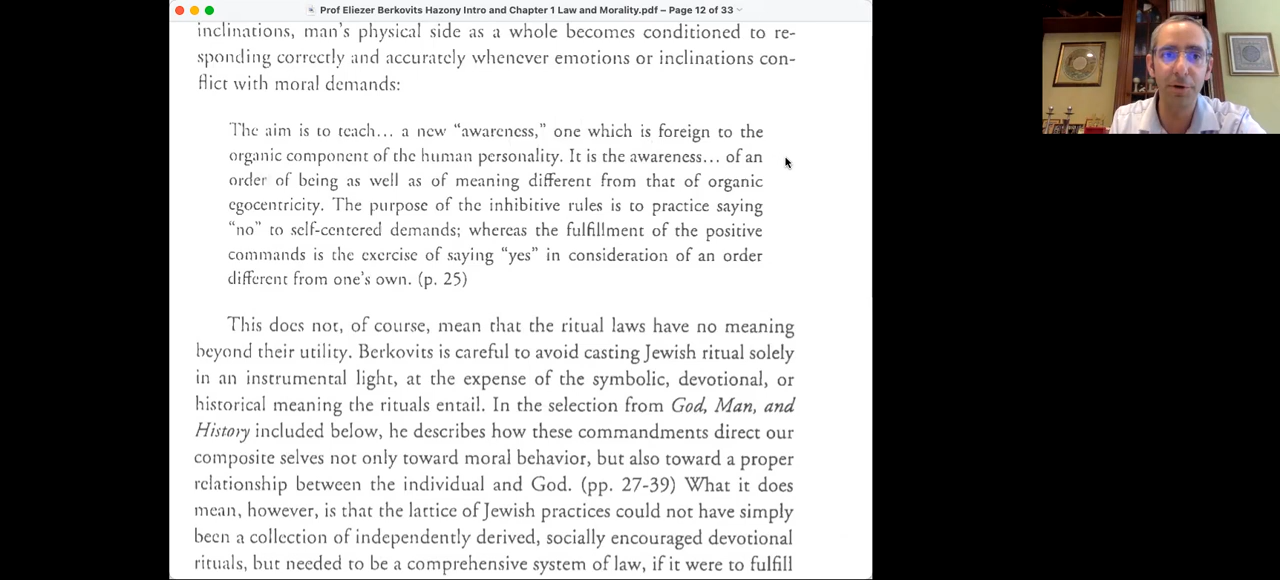 Prof Eliezer Berkovits Hazony Intro and Chapter 1 Law and Morality.pdf – Page 12 of 33
inclinations, man's physical side as a whole becomes conditioned to re-
sponding correctly and accurately whenever emotions or inclinations con-
flict with moral demands:
The aim is to teach... a new "awareness," one which is foreign to the
organic component of the human personality. It is the awareness... of an
order of being as well as of meaning different from that of organic
egocentricity. The purpose of the inhibitive rules is to practice saying
"no" to self-centered demands; whereas the fulfillment of the positive
commands is the exercise of saying "yes" in consideration of an order
different from one's own. (p. 25)
This does not, of course, mean that the ritual laws have no meaning
beyond their utility. Berkovits is careful to avoid casting Jewish ritual solely
in an instrumental light, at the expense of the symbolic, devotional, or
historical meaning the rituals entail. In the selection from God, Man, and
History included below, he describes how these commandments direct our
composite selves not only toward moral behavior, but also toward a proper
relationship between the individual and God. (pp. 27-39) What it does
mean, however, is that the lattice of Jewish practices could not have simply
been a collection of independently derived, socially encouraged devotional
rituals, but needed to be a comprehensive system of law, if it were to fulfill